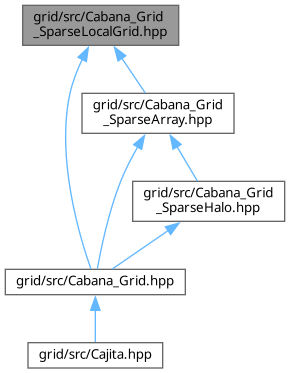 grid/src/Cabana_Grid
_SparseLocalGrid.hpp
grid/src/Cabana_Grid
_SparseArray.hpp
grid/src/Cabana_Grid
_SparseHalo.hpp
grid/src/Cabana_Grid.hpp
grid/src/Cajita.hpp